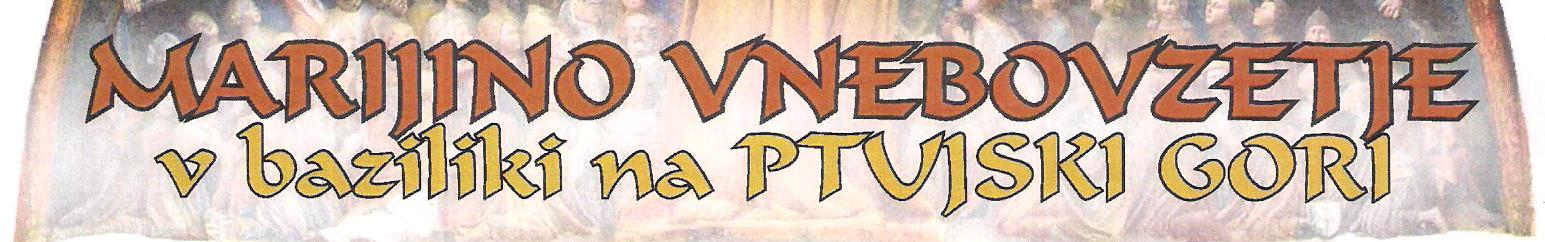 MARIJINO VNEBOVZETJE
v baziliki na PTUJSKI GORI